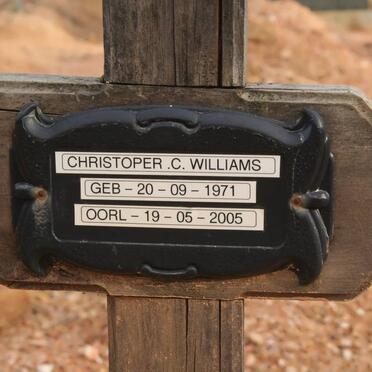 CHRISTOPER .C. WILLIAMS
GEB - 20 - 09 - 1971
OORL - 19 - 05 - 2005